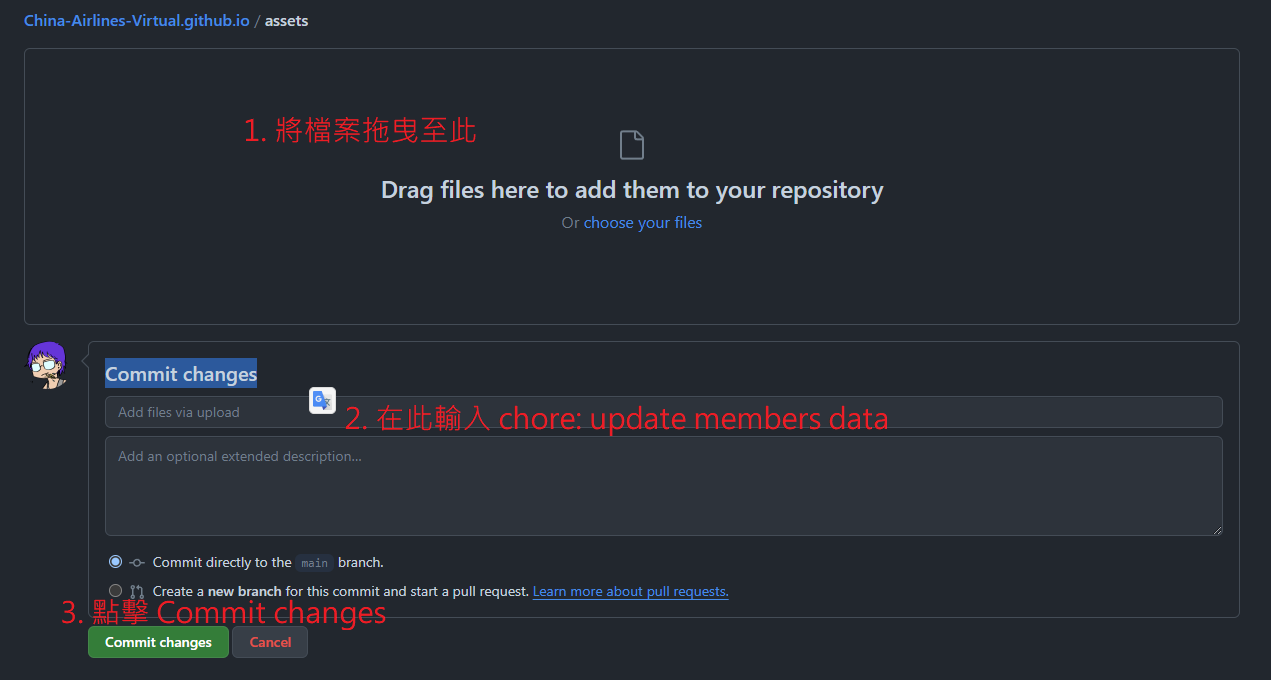 China-Airlines-Virtual.github.io / assets
1. 將檔案拖曳至此
Drag files here to add them to your repository
Or choose your files
Commit changes
Add files via upload
2. 在此輸入 chore: update members data
Add an optional extended description...
Commit directly to the main branch.
Create a new branch for this commit and start a pull request. Learn more about pull requests.
3. 點擊 Commit changes
Commit changes
Cancel